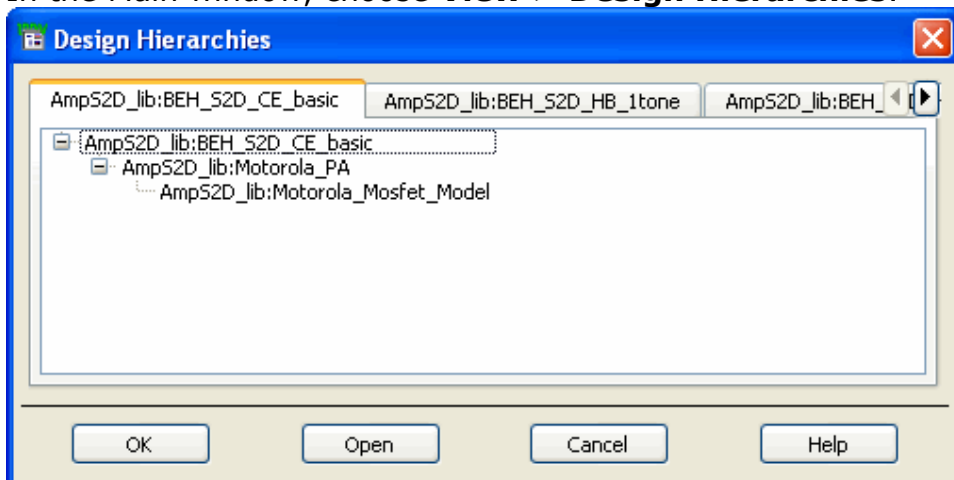 In the Main window, choose View > Design Hierarchies.
Design Hierarchies
AmpS2D_lib:BEH_S2D_CE_basic AmpS2D_lib:BEH_S2D_HB_1tone AmpS2D_lib:BEH_
AmpS2D_lib:BEH_S2D_CE_basic
AmpS2D_lib:Motorola_PA
AmpS2D_lib:Motorola_Mosfet_Model
OK Open Cancel Help